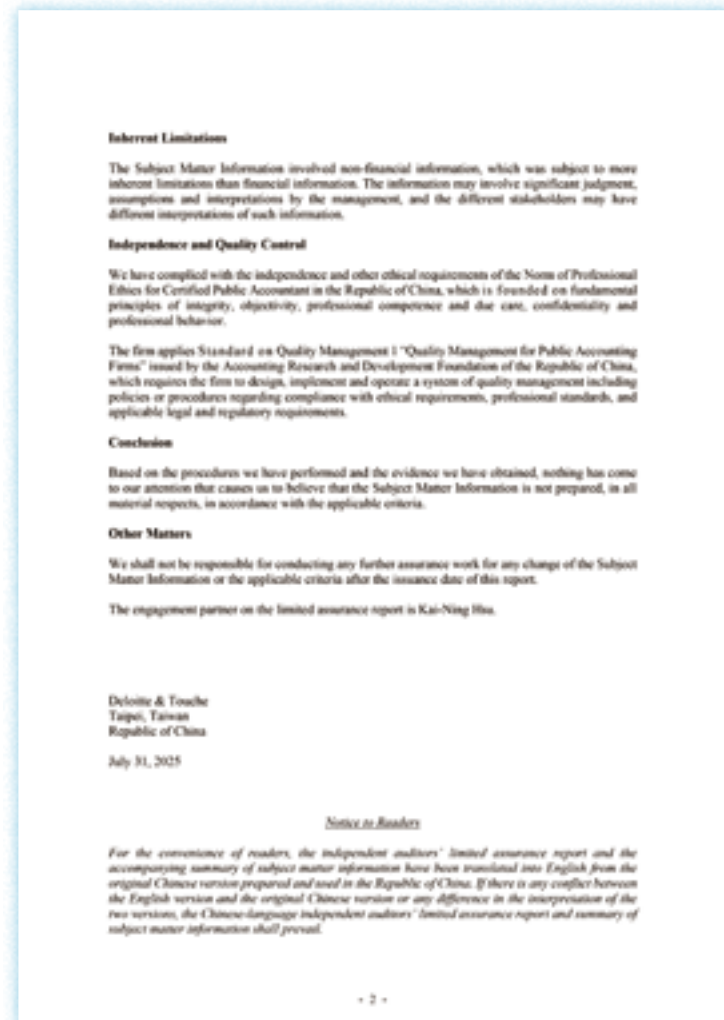 Inherent Limitations
The Subject Matter Information involved non-financial information, which was subject to more
inherent limitations than financial information. The information may involve significant judgment,
assumptions and interpretations by the management, and the different stakeholders may have
different interpretations of such information.
Independence and Quality Control
We have complied with the independence and other ethical requirements of the Norm of Professional
Ethics for Certified Public Accountant in the Republic of China, which is founded on fundamental
principles of integrity, objectivity, professional competence and due care, confidentiality and
professional behavior.
The firm applies Standard on Quality Management 1 “Quality Management for Public Accounting
Firms” issued by the Accounting Research and Development Foundation of the Republic of China,
which requires the firm to design, implement and operate a system of quality management including
policies or procedures regarding compliance with ethical requirements, professional standards, and
applicable legal and regulatory requirements.
Conclusion
Based on the procedures we have performed and the evidence we have obtained, nothing has come
to our attention that causes us to believe that the Subject Matter Information is not prepared, in all
material respects, in accordance with the applicable criteria.
Other Matters
We shall not be responsible for conducting any further assurance work for any change of the Subject
Matter Information or the applicable criteria after the issuance date of this report.
The engagement partner on the limited assurance report is Kai-Ning Hsu.
Deloitte & Touche
Taipei, Taiwan
Republic of China
July 31, 2025
Notice to Readers
For the convenience of readers, the independent auditors’ limited assurance report and the
accompanying summary of subject matter information have been translated into English from the
original Chinese version prepared and used in the Republic of China. If there is any conflict between
the English version and the original Chinese version or any difference in the interpretation of the
two versions, the Chinese-language independent auditors’ limited assurance report and summary of
subject matter information shall prevail.
- 2 -